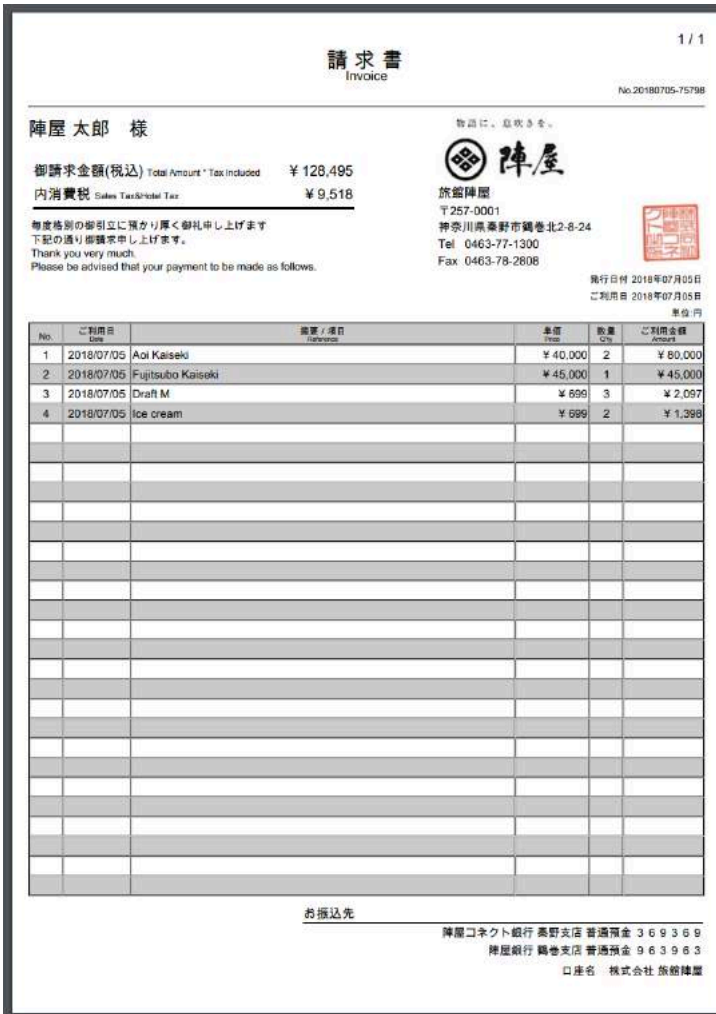 1 / 1
請求書
Invoice
No.20180705-75798
陣屋 太郎 様
御請求金額(税込) Total Amount * Tax Included ¥ 128,495
内消費税 Sales Tax&Hotel Tax ¥ 9,518
毎度格別の御引立に預かり厚く御礼申し上げます
下記の通り御請求申し上げます。
Thank you very much.
Please be advised that your payment to be made as follows.
物語に、息吹きを。
陣屋
旅館陣屋
〒257-0001
神奈川県秦野市鶴巻北2-8-24
Tel 0463-77-1300
Fax 0463-78-2808
発行日付 2018年07月05日
ご利用日 2018年07月05日
単位:円
No. ご利用日 摘要 / 項目 単価 数量 ご利用金額
Date Reference Price Q'ty Amount
1 2018/07/05 Aoi Kaiseki ¥ 40,000 2 ¥ 80,000
2 2018/07/05 Fujitsubo Kaiseki ¥ 45,000 1 ¥ 45,000
3 2018/07/05 Draft M ¥ 699 3 ¥ 2,097
4 2018/07/05 Ice cream ¥ 699 2 ¥ 1,398
お振込先
陣屋コネクト銀行 秦野支店 普通預金 369369
陣屋銀行 鶴巻支店 普通預金 963963
口座名 株式会社 旅館陣屋